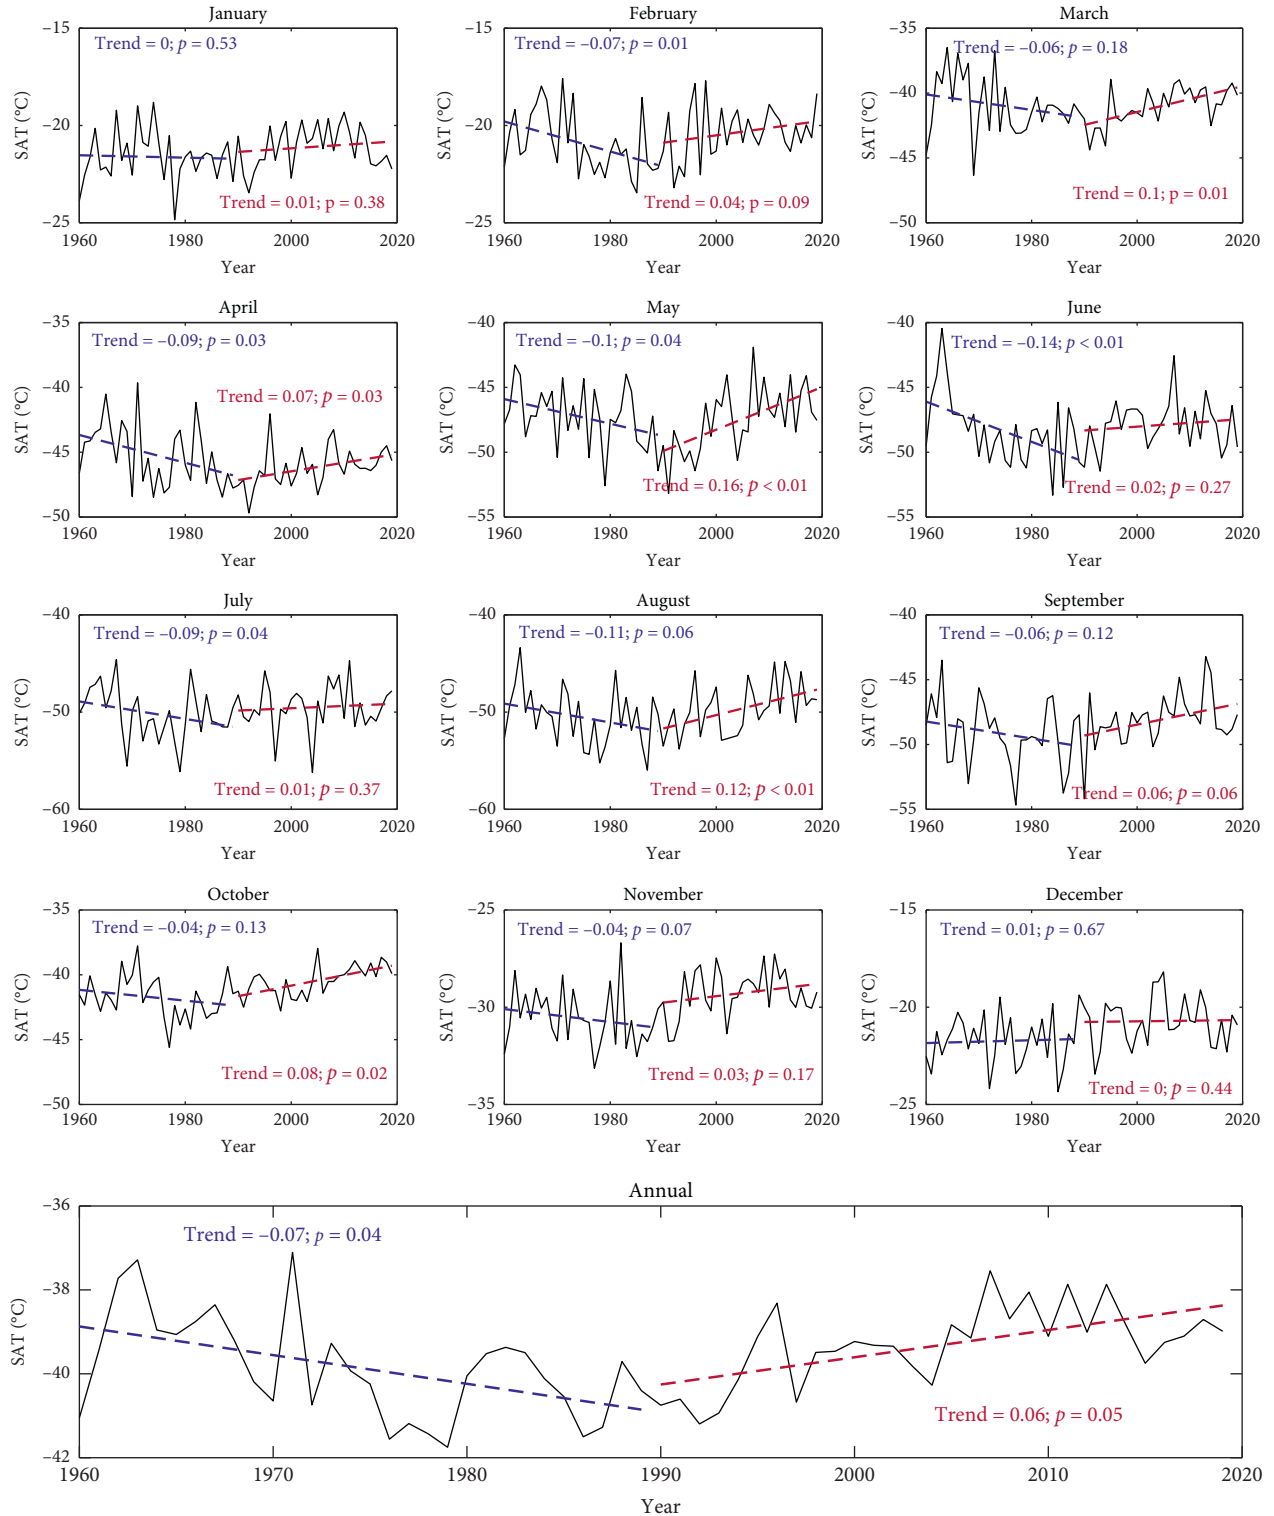 January February March
−15 −15 −35
Trend = 0; p = 0.53 Trend = −0.07; p = 0.01 Trend = −0.06; p = 0.18
SAT (°C) −20 SAT (°C) −20 SAT (°C) −40
−45
Trend = 0.01; p = 0.38 Trend = 0.04; p = 0.09 Trend = 0.1; p = 0.01
−25 −25 −50
1960 1980 2000 2020 1960 1980 2000 2020 1960 1980 2000 2020
Year Year Year
April May June
−35 −40 −40
Trend = −0.09; p = 0.03 Trend = −0.1; p = 0.04 Trend = −0.14; p < 0.01
SAT (°C) −40 SAT (°C) −45 SAT (°C) −45
Trend = 0.07; p = 0.03
−45 −50 −50
Trend = 0.16; p < 0.01 Trend = 0.02; p = 0.27
−50 −55 −55
1960 1980 2000 2020 1960 1980 2000 2020 1960 1980 2000 2020
Year Year Year
July August September
−40 −40 −40
Trend = −0.09; p = 0.04 Trend = −0.11; p = 0.06 Trend = −0.06; p = 0.12
−45
SAT (°C) −50 SAT (°C) −50 SAT (°C) −50
Trend = 0.01; p = 0.37 Trend = 0.12; p < 0.01 Trend = 0.06; p = 0.06
−60 −60 −55
1960 1980 2000 2020 1960 1980 2000 2020 1960 1980 2000 2020
Year Year Year
October November December
−35 −25 −15
Trend = −0.04; p = 0.13 Trend = −0.04; p = 0.07 Trend = 0.01; p = 0.67
SAT (°C) −40 SAT (°C) −30 SAT (°C) −20
−45
Trend = 0.08; p = 0.02 Trend = 0.03; p = 0.17 Trend = 0; p = 0.44
−50 −35 −25
1960 1980 2000 2020 1960 1980 2000 2020 1960 1980 2000 2020
Year Year Year
Annual
−36
Trend = −0.07; p = 0.04
−38
SAT (°C)
−40
Trend = 0.06; p = 0.05
−42
1960 1970 1980 1990 2000 2010 2020
Year